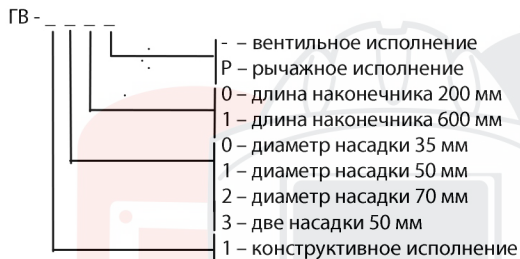 ГВ - _ _ _ _
- – вентильное исполнение
Р – рычажное исполнение
0 – длина наконечника 200 мм
1 – длина наконечника 600 мм
0 – диаметр насадки 35 мм
1 – диаметр насадки 50 мм
2 – диаметр насадки 70 мм
3 – две насадки 50 мм
1 – конструктивное исполнение